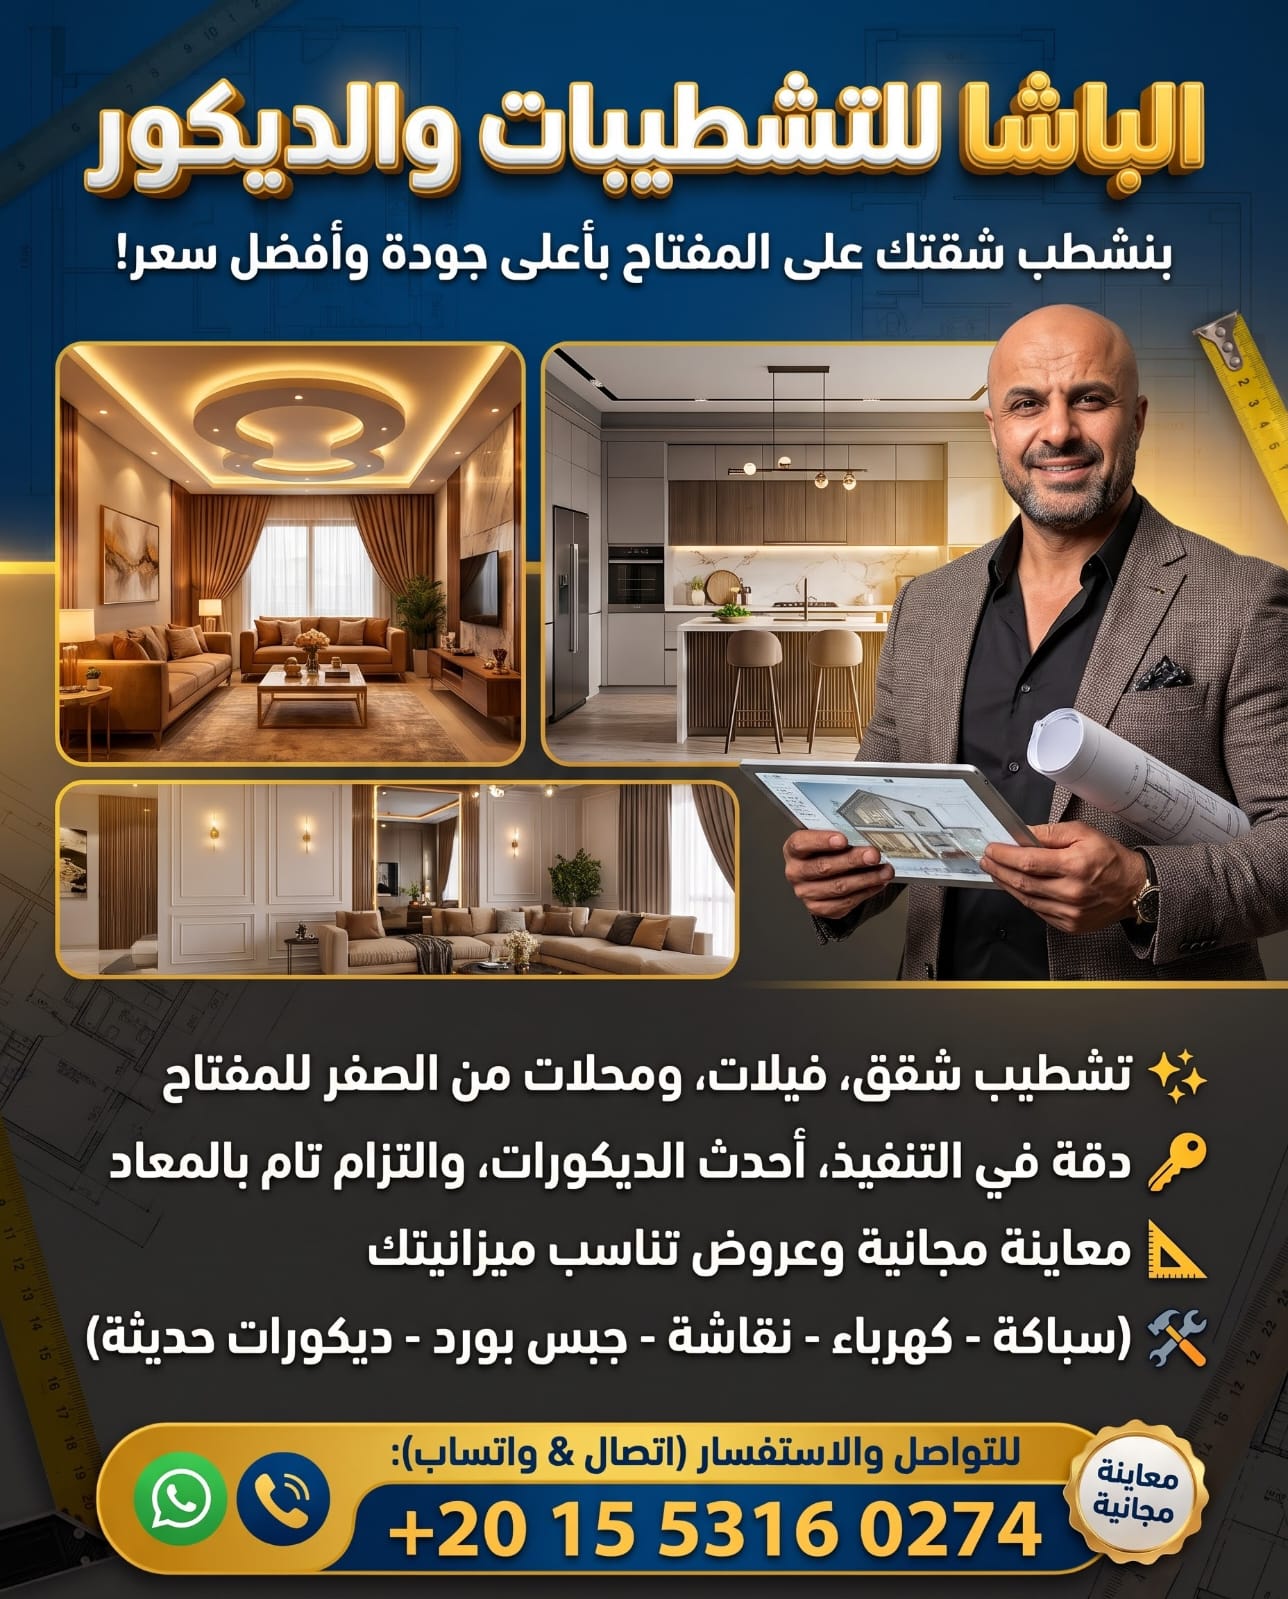 الباشا للتشطيبات والديكور
بنشطب شقتك على المفتاح بأعلى جودة وأفضل سعر!
تشطيب شقق، فيلات، ومحلات من الصفر للمفتاح
دقة في التنفيذ، أحدث الديكورات، والتزام تام بالمعاد
معاينة مجانية وعروض تناسب ميزانيتك
(سباكة - كهرباء - نقاشة - جبس بورد - ديكورات حديثة)
للتواصل والاستفسار (اتصال & واتساب):
+20 15 5316 0274
معاينة
مجانية